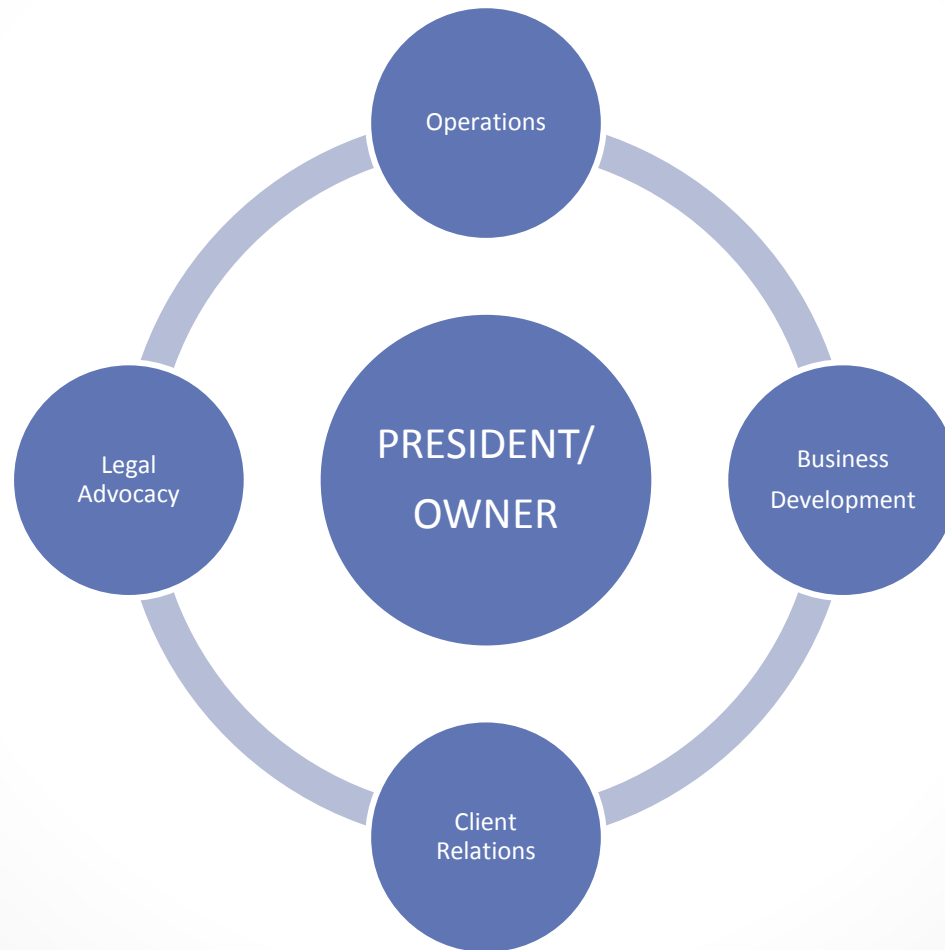 Operations
Legal
Advocacy
PRESIDENT/
OWNER
Business
Development
Client
Relations